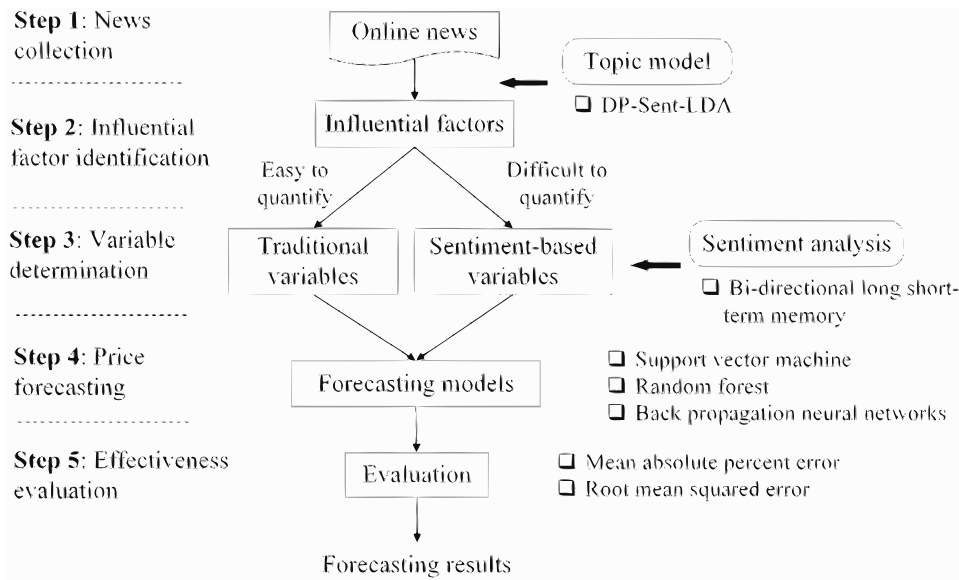 Step 1: News
collection
Online news
Topic model
❑ DP-Sent-LDA
Step 2: Influential
factor identification
Influential factors
Easy to
quantify
Difficult to
quantify
Step 3: Variable
determination
Traditional
variables
Sentiment-based
variables
Sentiment analysis
❑ Bi-directional long short-
term memory
Step 4: Price
forecasting
Forecasting models
❑ Support vector machine
❑ Random forest
❑ Back propagation neural networks
Step 5: Effectiveness
evaluation
Evaluation
❑ Mean absolute percent error
❑ Root mean squared error
Forecasting results